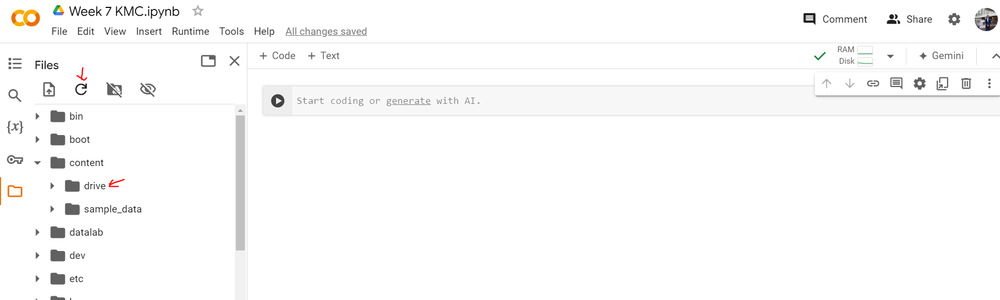 Week 7 KMC.ipynb
File Edit View Insert Runtime Tools Help All changes saved
Comment Share
Files
+ Code + Text
RAM
Disk
Gemini
Start coding or generate with AI.
{x}
bin
boot
content
drive
sample_data
datalab
dev
etc